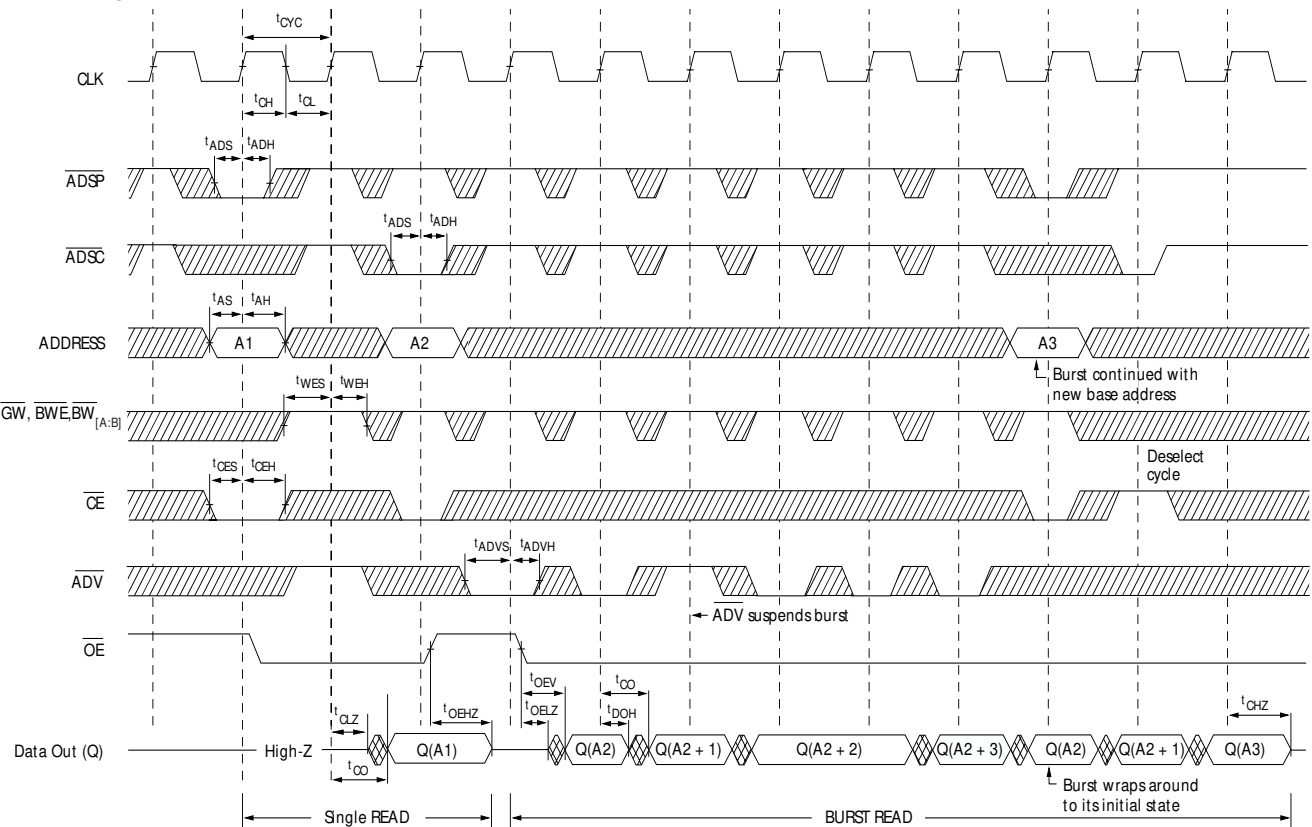 tCYC
CLK
tCH tCL
tADS tADH
ADSP
tADS tADH
ADSC
tAS tAH
ADDRESS A1 A2 A3
Burst continued with
new base address
tWES tWEH
GW, BWE,BW[A:B]
Deselect
cycle
tCES tCEH
CE
tADVS tADVH
ADV
ADV suspends burst
OE
tOEV tCO
tCLZ tOEHZ tOELZ tDOH tCHZ
Data Out (Q) High-Z Q(A1) Q(A2) Q(A2 + 1) Q(A2 + 2) Q(A2 + 3) Q(A2) Q(A2 + 1) Q(A3)
tCO
Burst wraps around
to its initial state
Single READ BURST READ